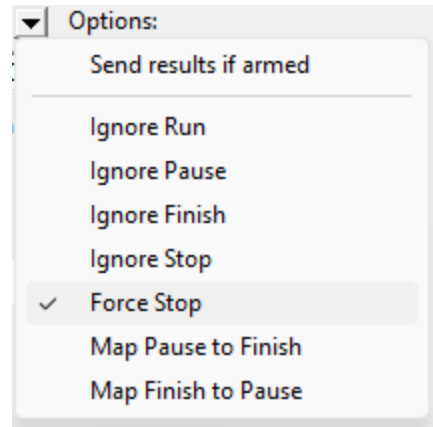 Options:
Send results if armed
Ignore Run
Ignore Pause
Ignore Finish
Ignore Stop
Force Stop
Map Pause to Finish
Map Finish to Pause